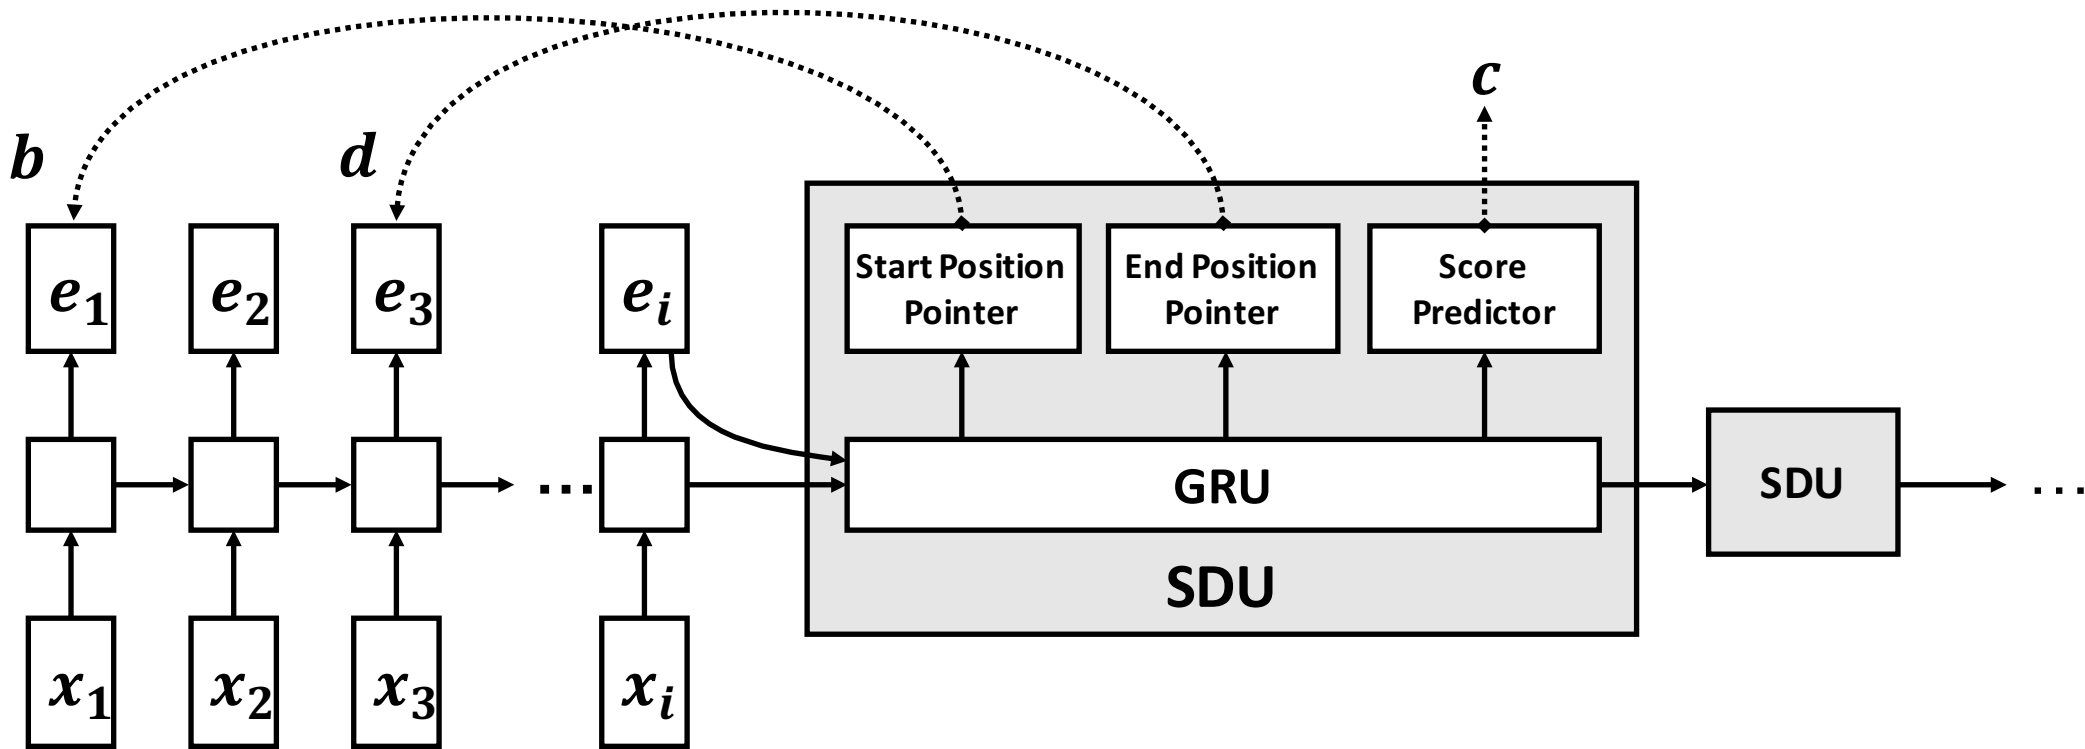 c
b d
e1 e2 e3 ei
Start Position
Pointer
End Position
Pointer
Score
Predictor
... GRU
SDU
SDU
...
x1 x2 x3 xi